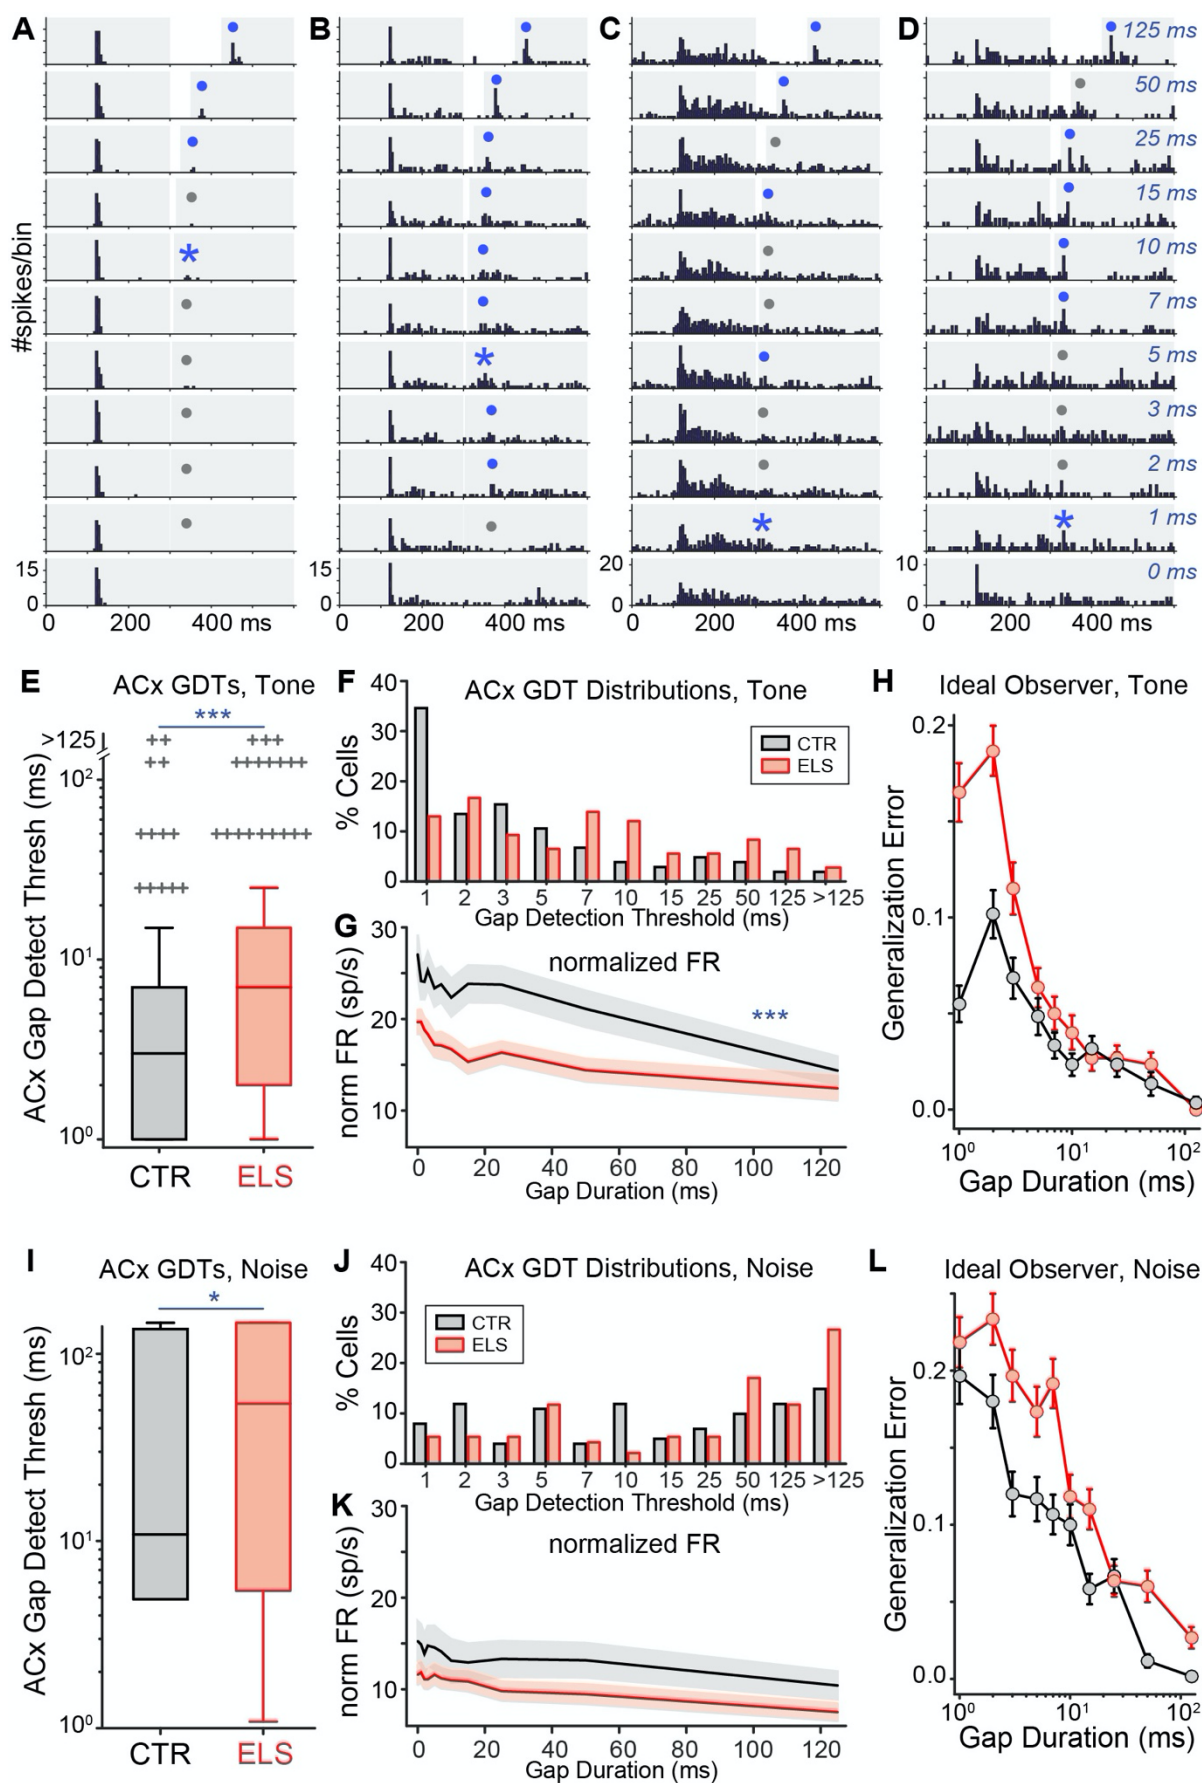 A B C D
125 ms
50 ms
25 ms
15 ms
10 ms
7 ms
5 ms
3 ms
2 ms
1 ms
0 ms
#spikes/bin
15
0
15
0
20
0
10
0
0 200 400 ms
0 200 400 ms
0 200 400 ms
0 200 400 ms
E ACx GDTs, Tone
***
>125
10²
10¹
10⁰
ACx Gap Detect Thresh (ms)
CTR ELS
F ACx GDT Distributions, Tone
40
30
20
10
0
% Cells
CTR
ELS
1 2 3 5 7 10 15 25 50 125 >125
Gap Detection Threshold (ms)
G normalized FR
***
30
20
10
norm FR (sp/s)
0 20 40 60 80 100 120
Gap Duration (ms)
H Ideal Observer, Tone
0.2
0.1
0.0
Generalization Error
10⁰ 10¹ 10²
Gap Duration (ms)
I ACx GDTs, Noise
*
10²
10¹
10⁰
ACx Gap Detect Thresh (ms)
CTR ELS
J ACx GDT Distributions, Noise
40
30
20
10
0
% Cells
CTR
ELS
1 2 3 5 7 10 15 25 50 125 >125
Gap Detection Threshold (ms)
K normalized FR
30
20
10
norm FR (sp/s)
0 20 40 60 80 100 120
Gap Duration (ms)
L Ideal Observer, Noise
0.2
0.1
0.0
Generalization Error
10⁰ 10¹ 10²
Gap Duration (ms)